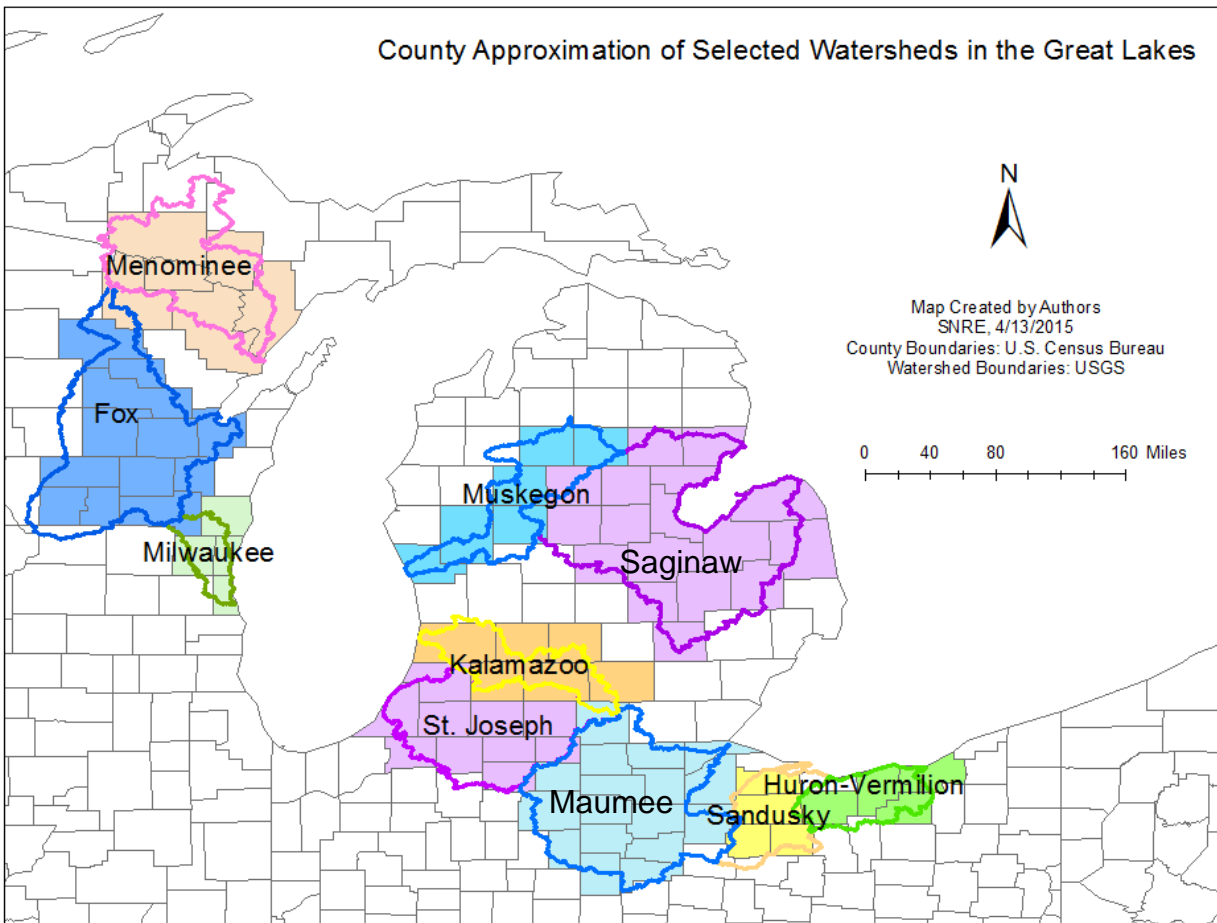 County Approximation of Selected Watersheds in the Great Lakes
N
Menominee
Map Created by Authors
SNRE, 4/13/2015
County Boundaries: U.S. Census Bureau
Watershed Boundaries: USGS
Fox
0 40 80 160 Miles
Muskegon
Milwaukee
Saginaw
Kalamazoo
St. Joseph
Huron-Vermilion
Maumee
Sandusky